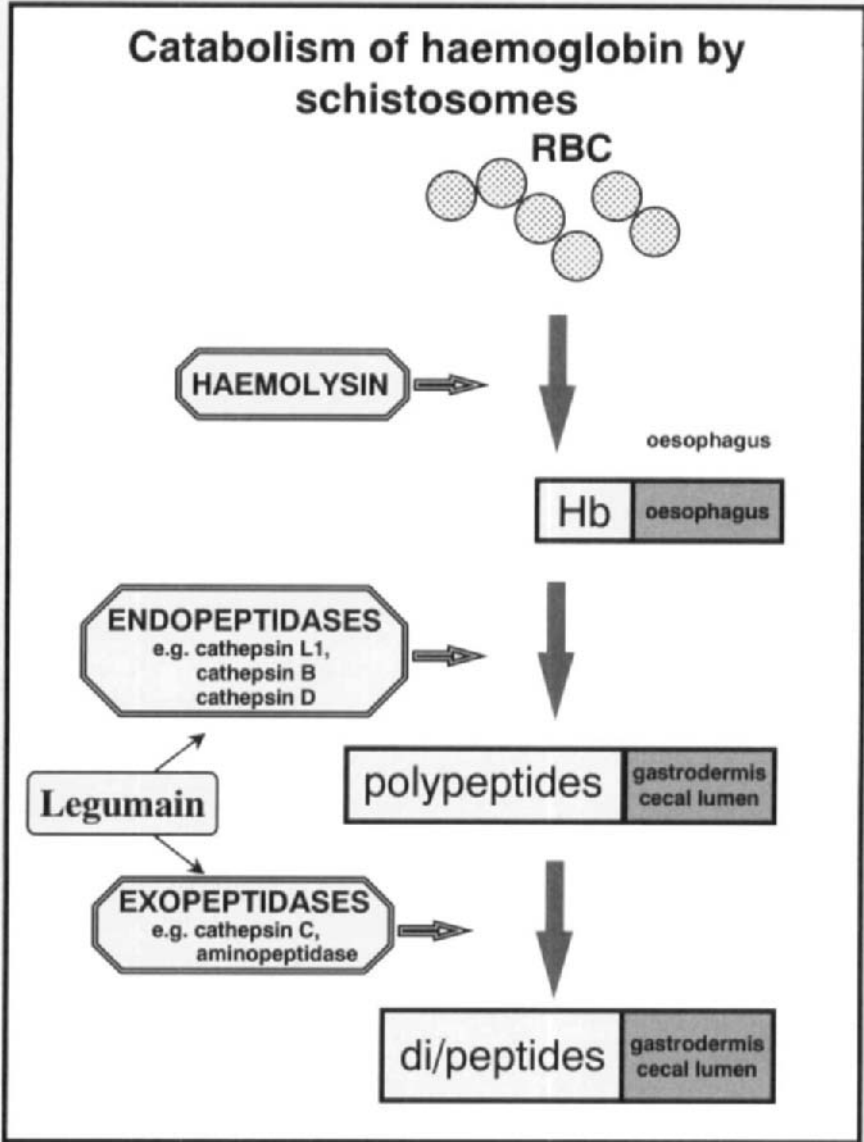 Catabolism of haemoglobin by
schistosomes
RBC
HAEMOLYSIN
oesophagus
Hb
oesophagus
ENDOPEPTIDASES
e.g. cathepsin L1,
cathepsin B
cathepsin D
polypeptides
gastrodermis
cecal lumen
Legumain
EXOPEPTIDASES
e.g. cathepsin C,
aminopeptidase
di/peptides
gastrodermis
cecal lumen